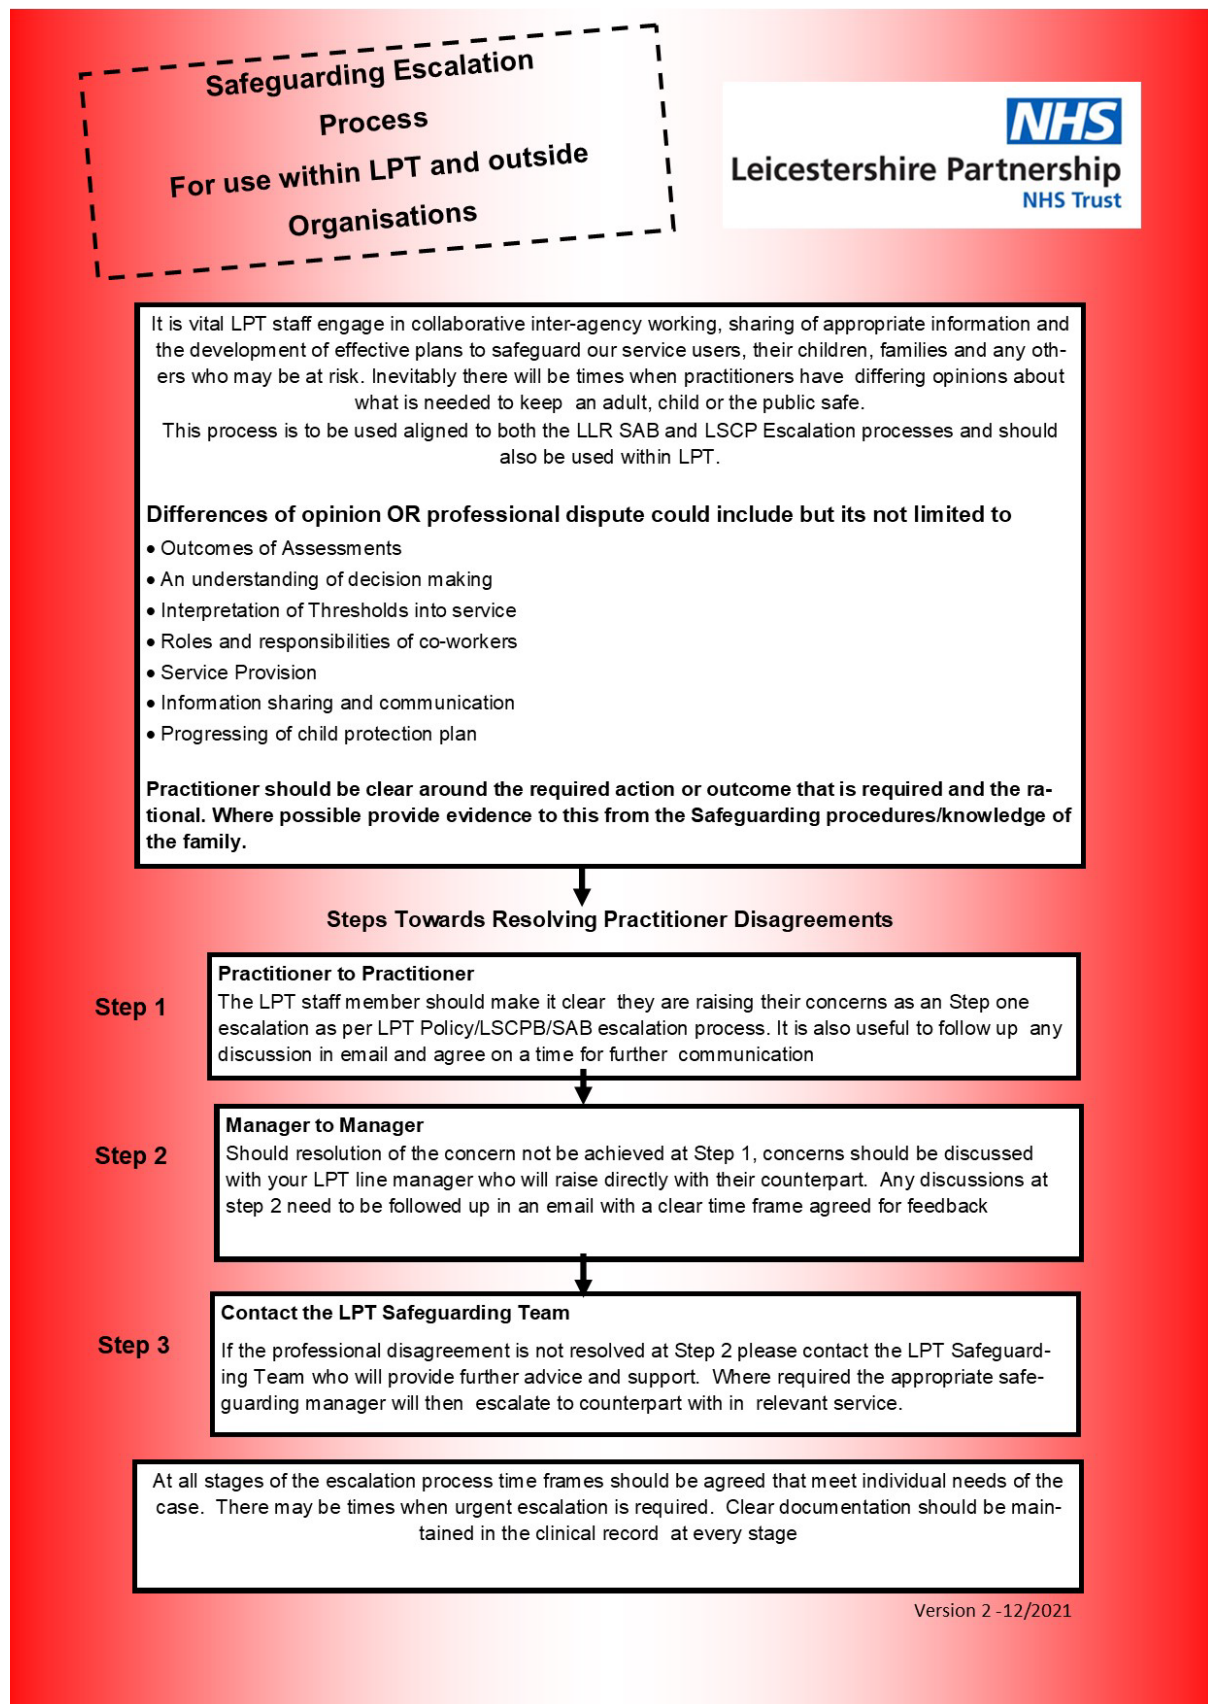 Safeguarding Escalation
Process
For use within LPT and outside
Organisations
NHS
Leicestershire Partnership
NHS Trust
It is vital LPT staff engage in collaborative inter-agency working, sharing of appropriate information and
the development of effective plans to safeguard our service users, their children, families and any oth-
ers who may be at risk. Inevitably there will be times when practitioners have differing opinions about
what is needed to keep an adult, child or the public safe.
This process is to be used aligned to both the LLR SAB and LSCP Escalation processes and should
also be used within LPT.
Differences of opinion OR professional dispute could include but its not limited to
• Outcomes of Assessments
• An understanding of decision making
• Interpretation of Thresholds into service
• Roles and responsibilities of co-workers
• Service Provision
• Information sharing and communication
• Progressing of child protection plan
Practitioner should be clear around the required action or outcome that is required and the ra-
tional. Where possible provide evidence to this from the Safeguarding procedures/knowledge of
the family.
Steps Towards Resolving Practitioner Disagreements
Step 1
Practitioner to Practitioner
The LPT staff member should make it clear they are raising their concerns as an Step one
escalation as per LPT Policy/LSCPB/SAB escalation process. It is also useful to follow up any
discussion in email and agree on a time for further communication
Step 2
Manager to Manager
Should resolution of the concern not be achieved at Step 1, concerns should be discussed
with your LPT line manager who will raise directly with their counterpart. Any discussions at
step 2 need to be followed up in an email with a clear time frame agreed for feedback
Step 3
Contact the LPT Safeguarding Team
If the professional disagreement is not resolved at Step 2 please contact the LPT Safeguard-
ing Team who will provide further advice and support. Where required the appropriate safe-
guarding manager will then escalate to counterpart with in relevant service.
At all stages of the escalation process time frames should be agreed that meet individual needs of the
case. There may be times when urgent escalation is required. Clear documentation should be main-
tained in the clinical record at every stage
Version 2 -12/2021